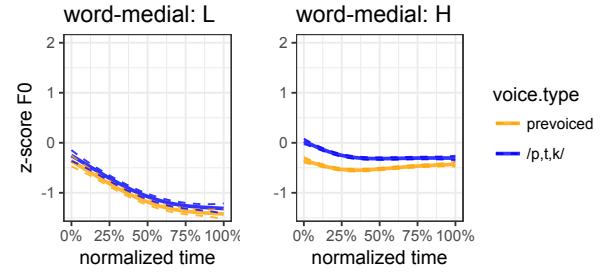 word-medial: L
word-medial: H
z-score F0
2
1
0
-1
0%
25%
50%
75%
100%
normalized time
2
1
0
-1
0%
25%
50%
75%
100%
normalized time
voice.type
prevoiced
/p,t,k/